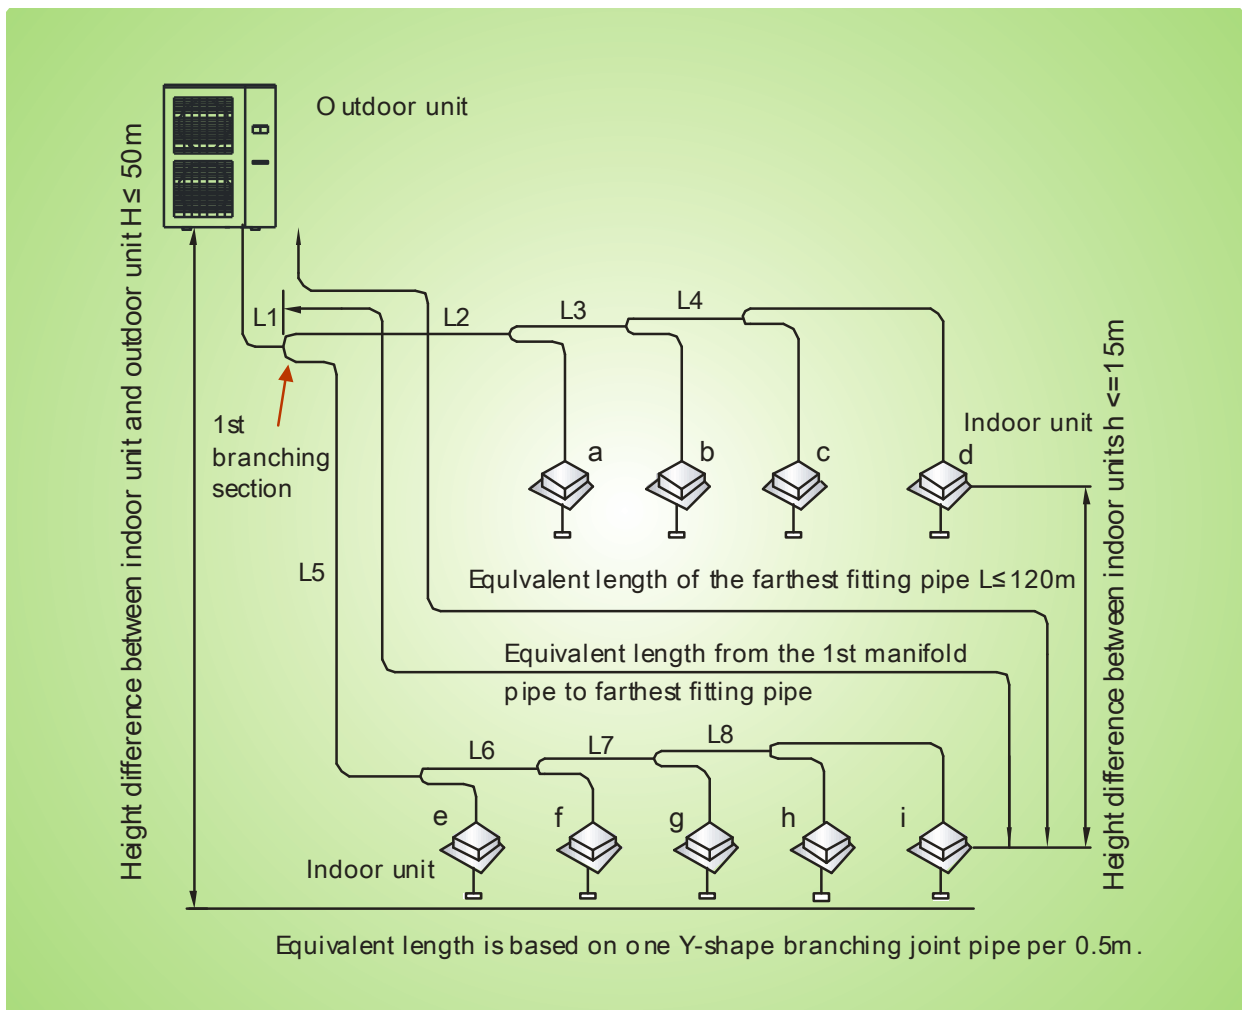 Outdoor unit
Height difference between indoor unit and outdoor unit H≤ 50m
L1
L2
L3
L4
1st
branching
section
a
b
c
d
Indoor unit
Height difference between indoor units h <=15m
L5
Equlvalent length of the farthest fitting pipe L≤120m
Equivalent length from the 1st manifold
pipe to farthest fitting pipe
L6
L7
L8
e
f
g
h
i
Indoor unit
Equivalent length is based on one Y-shape branching joint pipe per 0.5m.